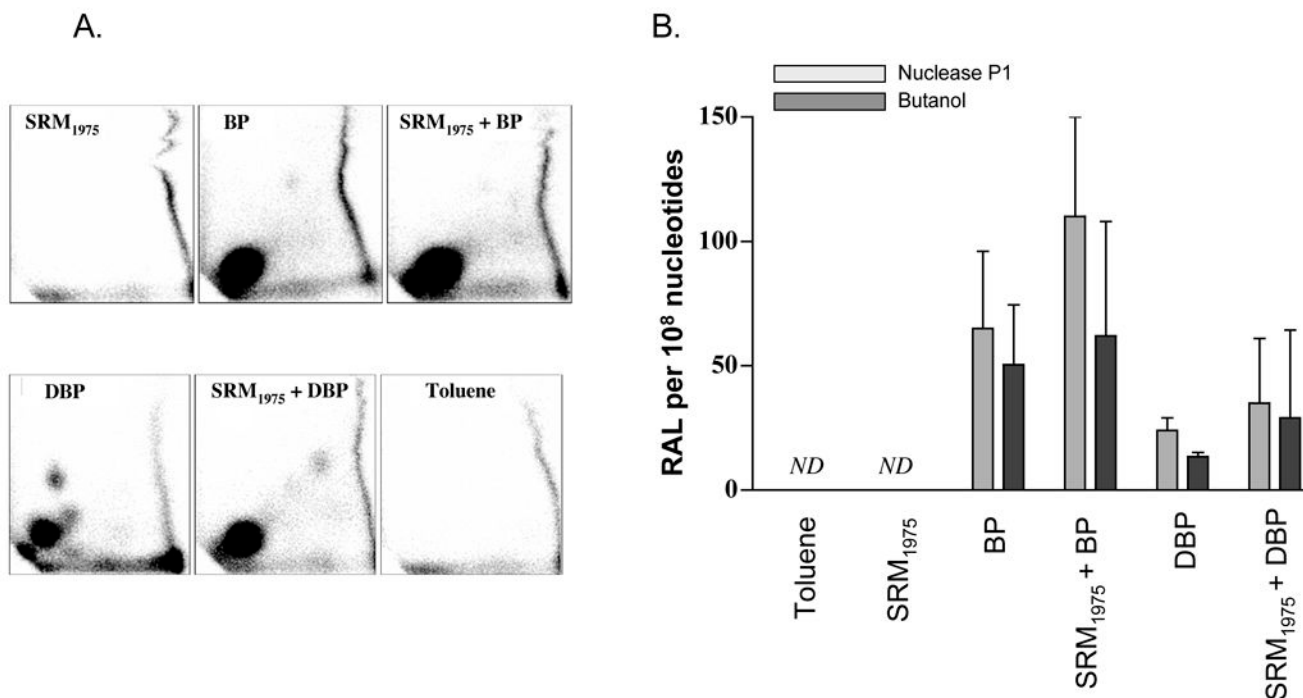 A.
B.
SRM1975
BP
SRM1975 + BP
DBP
SRM1975 + DBP
Toluene
Nuclease P1
Butanol
RAL per 10⁸ nucleotides
150
100
50
0
ND
ND
Toluene
SRM1975
BP
SRM1975 + BP
DBP
SRM1975 + DBP